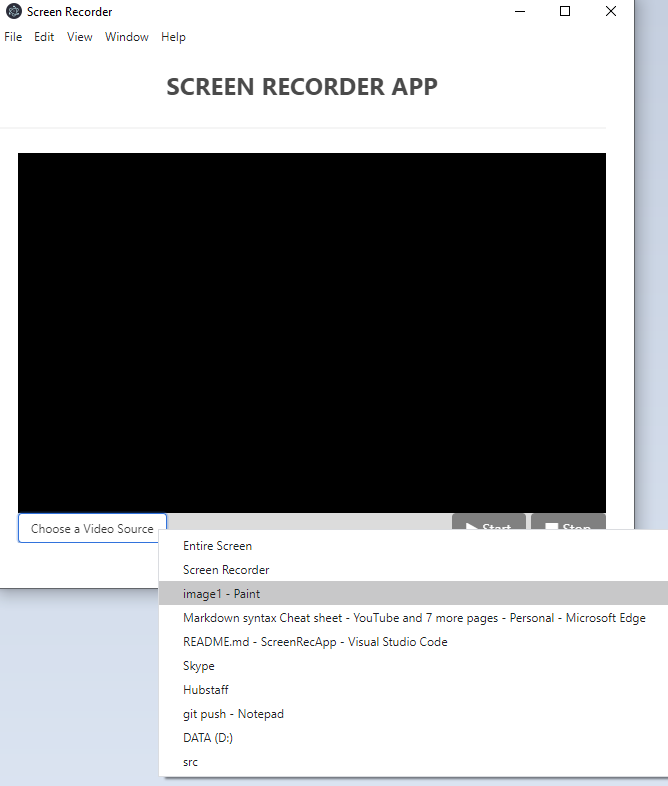 Screen Recorder
File Edit View Window Help
SCREEN RECORDER APP
Choose a Video Source
Start
Stop
Entire Screen
Screen Recorder
image1 - Paint
Markdown syntax Cheat sheet - YouTube and 7 more pages - Personal - Microsoft Edge
README.md - ScreenRecApp - Visual Studio Code
Skype
Hubstaff
git push - Notepad
DATA (D:)
src